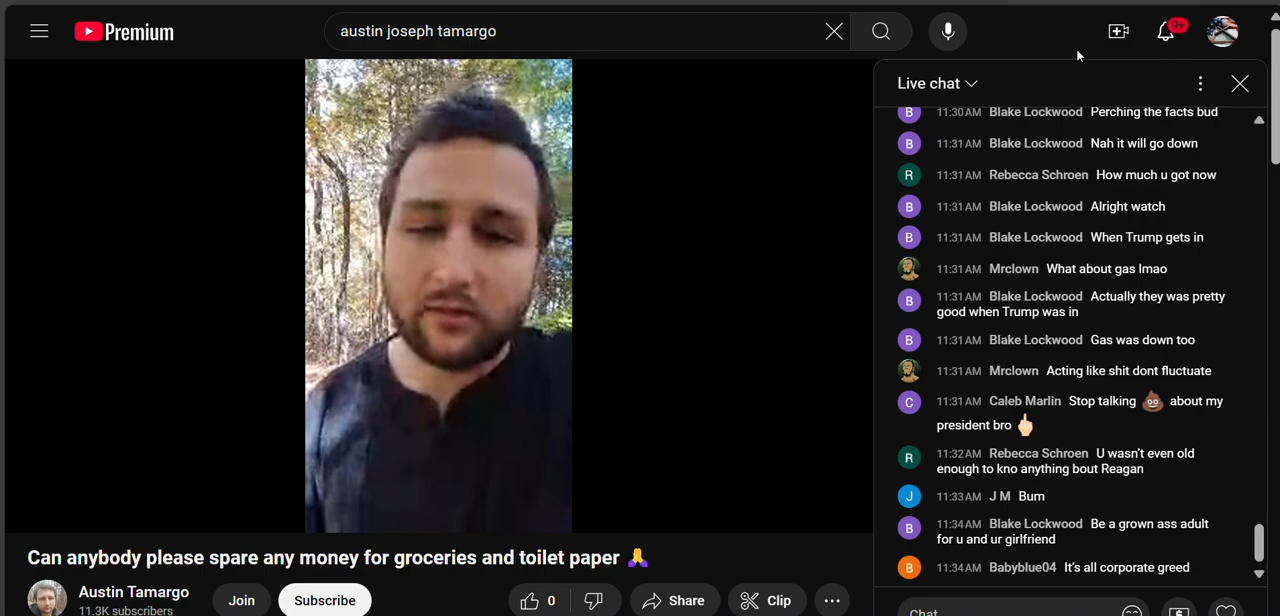 Premium
austin joseph tamargo
9+
Live chat
B 11:30 AM Blake Lockwood Perching the facts bud
B 11:31 AM Blake Lockwood Nah it will go down
R 11:31 AM Rebecca Schroen How much u got now
B 11:31 AM Blake Lockwood Alright watch
B 11:31 AM Blake Lockwood When Trump gets in
11:31 AM Mrclown What about gas lmao
B 11:31 AM Blake Lockwood Actually they was pretty
good when Trump was in
B 11:31 AM Blake Lockwood Gas was down too
11:31 AM Mrclown Acting like shit dont fluctuate
C 11:31 AM Caleb Marlin Stop talking 💩 about my
president bro 🖕🏻
R 11:32 AM Rebecca Schroen U wasn't even old
enough to kno anything bout Reagan
J 11:33 AM J M Bum
B 11:34 AM Blake Lockwood Be a grown ass adult
for u and ur girlfriend
B 11:34 AM Babyblue04 It's all corporate greed
Chat
Can anybody please spare any money for groceries and toilet paper 🙏
Austin Tamargo
11.3K subscribers
Join
Subscribe
0
Share
Clip